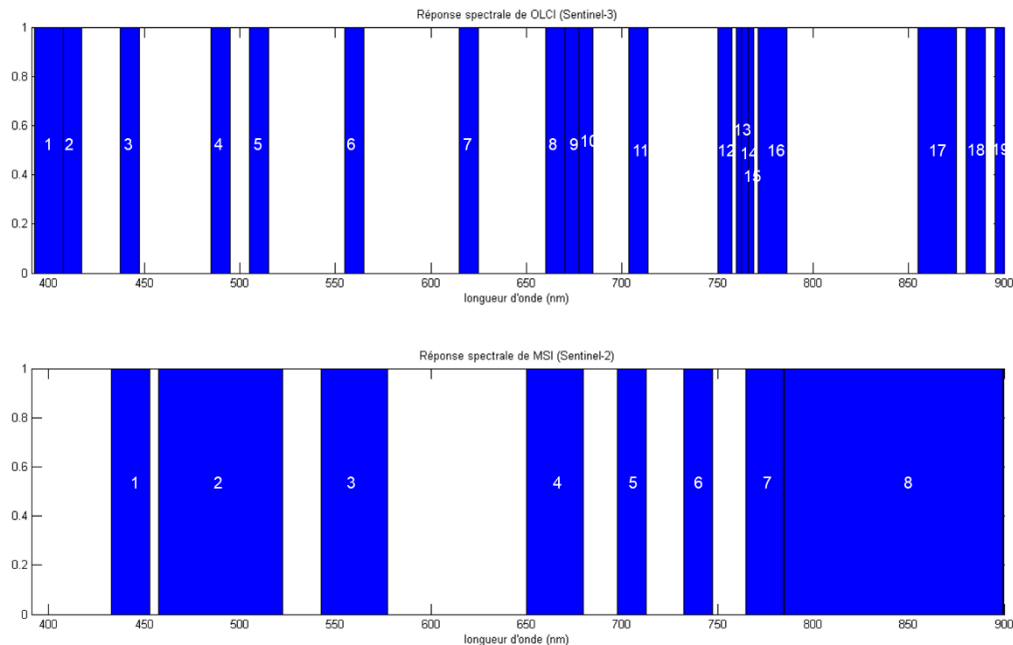 Réponse spectrale de OLCI (Sentinel-3)
1
0.8
0.6
0.4
0.2
0
1 2 3 4 5 6 7 8 9 10 11 12 13 14 15 16 17 18 19
400 450 500 550 600 650 700 750 800 850 900
longueur d'onde (nm)
Réponse spectrale de MSI (Sentinel-2)
1
0.8
0.6
0.4
0.2
0
1 2 3 4 5 6 7 8
400 450 500 550 600 650 700 750 800 850 900
longueur d'onde (nm)